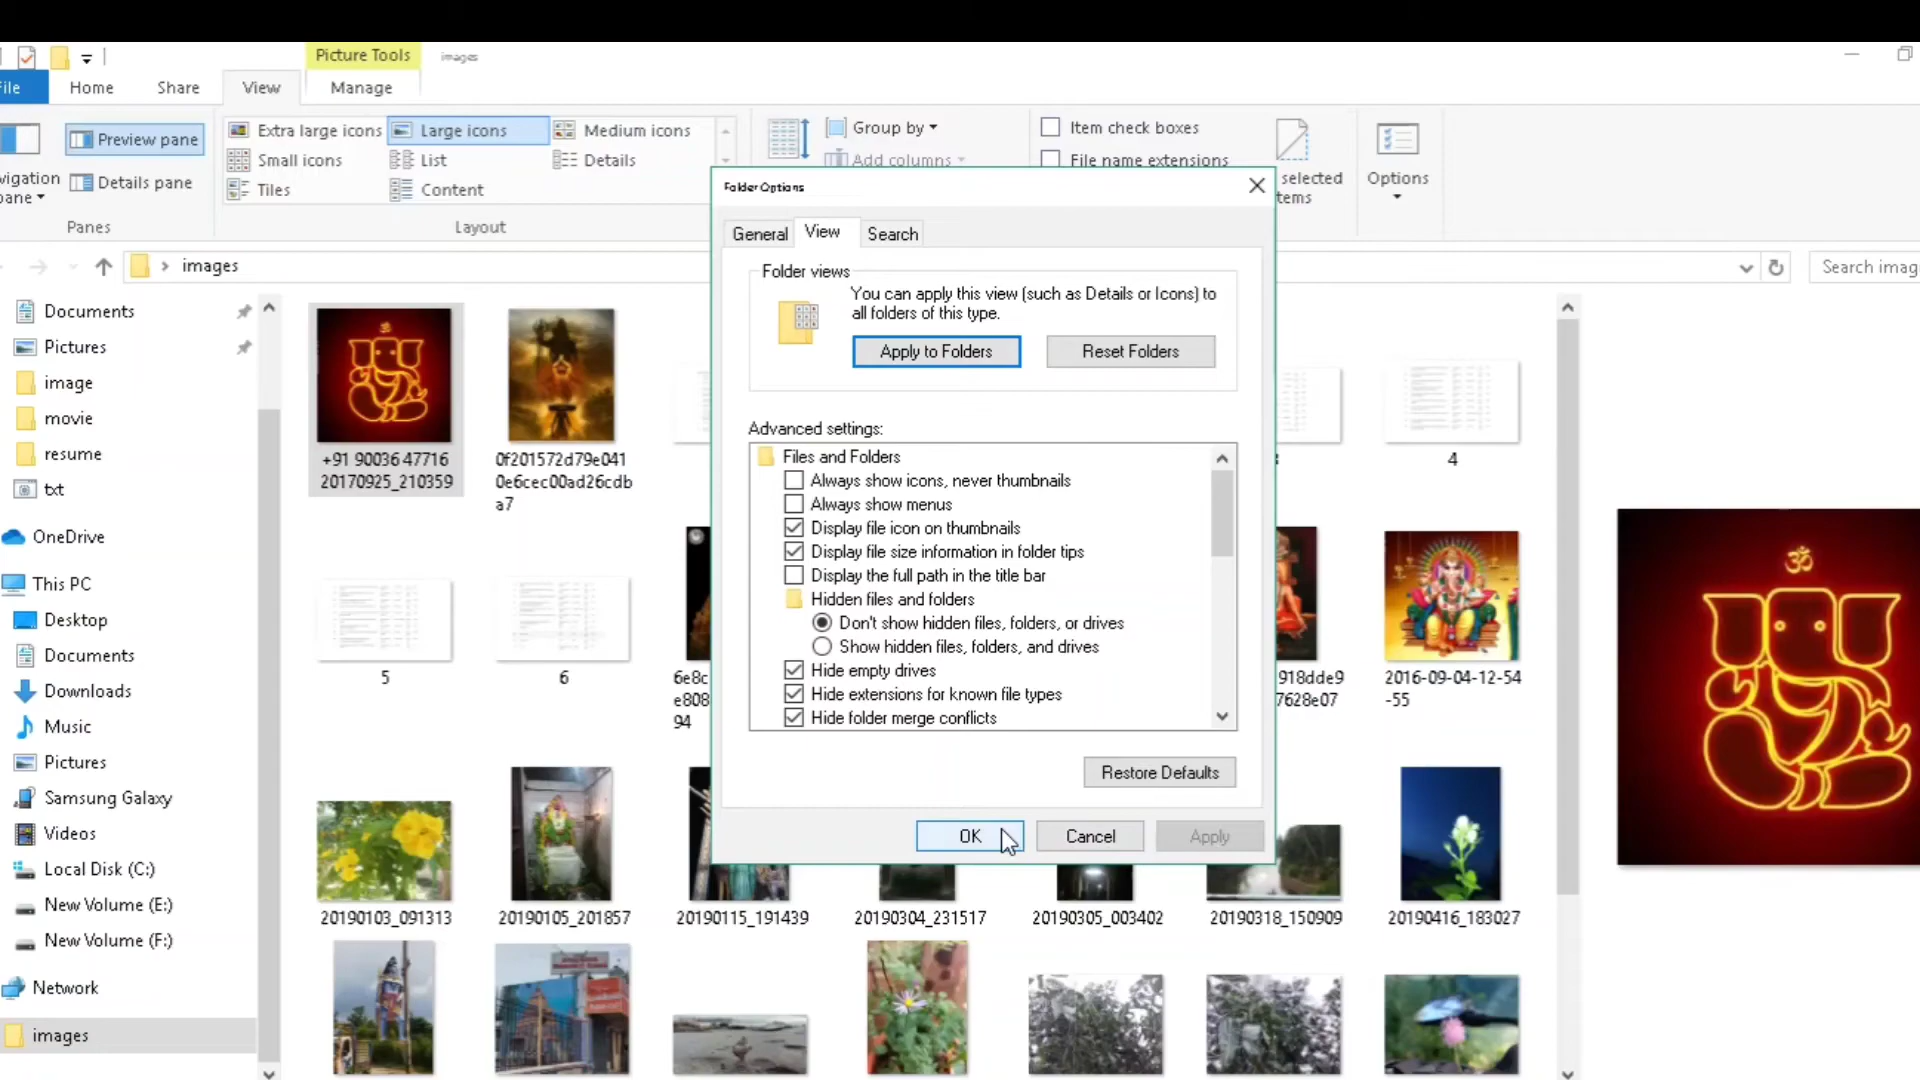 Picture Tools
images
File
Home
Share
View
Manage
Preview pane
Details pane
vigation
pane
Panes
Extra large icons
Large icons
Medium icons
Small icons
List
Details
Tiles
Content
Layout
Group by
Add columns
Item check boxes
File name extensions
selected
tems
Options
images
Search imag
Documents
Pictures
image
movie
resume
txt
OneDrive
This PC
Desktop
Documents
Downloads
Music
Pictures
Samsung Galaxy
Videos
Local Disk (C:)
New Volume (E:)
New Volume (F:)
Network
images
Folder Options
General
View
Search
Folder views
You can apply this view (such as Details or Icons) to
all folders of this type.
Apply to Folders
Reset Folders
Advanced settings:
Files and Folders
Always show icons, never thumbnails
Always show menus
Display file icon on thumbnails
Display file size information in folder tips
Display the full path in the title bar
Hidden files and folders
Don't show hidden files, folders, or drives
Show hidden files, folders, and drives
Hide empty drives
Hide extensions for known file types
Hide folder merge conflicts
Restore Defaults
OK
Cancel
Apply
+91 90036 47716
20170925_210359
0f201572d79e041
0e6cec00ad26cdb
a7
4
5
6
6e8c
e808
94
918dde9
7628e07
2016-09-04-12-54
-55
ॐ
20190103_091313
20190105_201857
20190115_191439
20190304_231517
20190305_003402
20190318_150909
20190416_183027